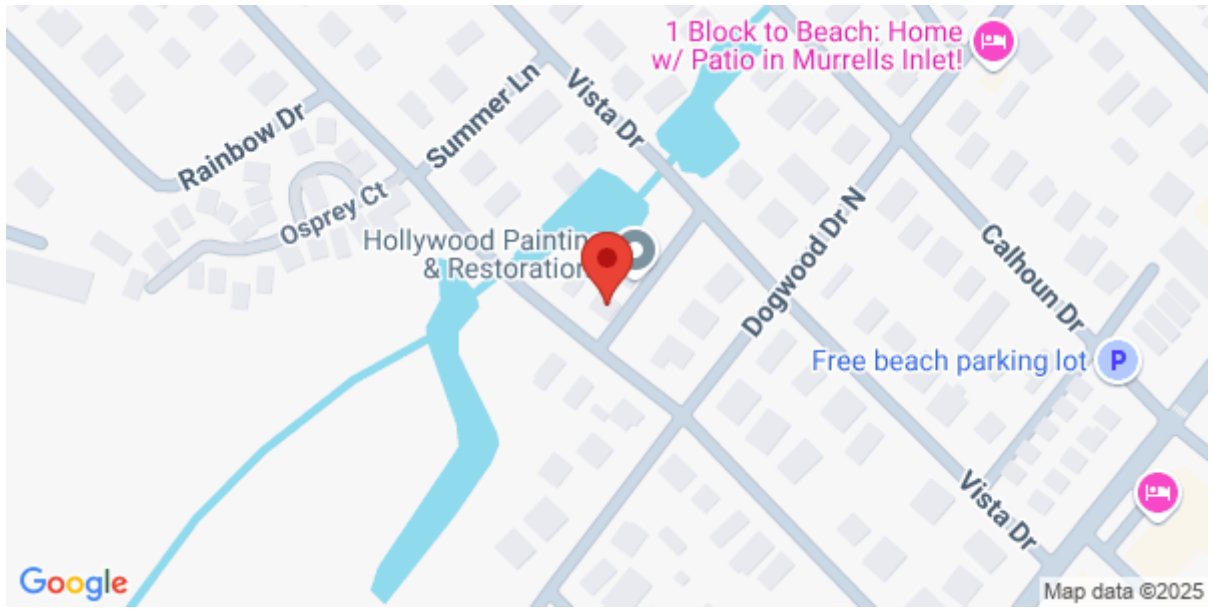 1 Block to Beach: Home
w/ Patio in Murrells Inlet!
Rainbow Dr
Summer Ln
Vista Dr
Osprey Ct
Dogwood Dr N
Hollywood Painting
& Restoration
Calhoun Dr
Free beach parking lot
P
Vista Dr
Google
Map data ©2025